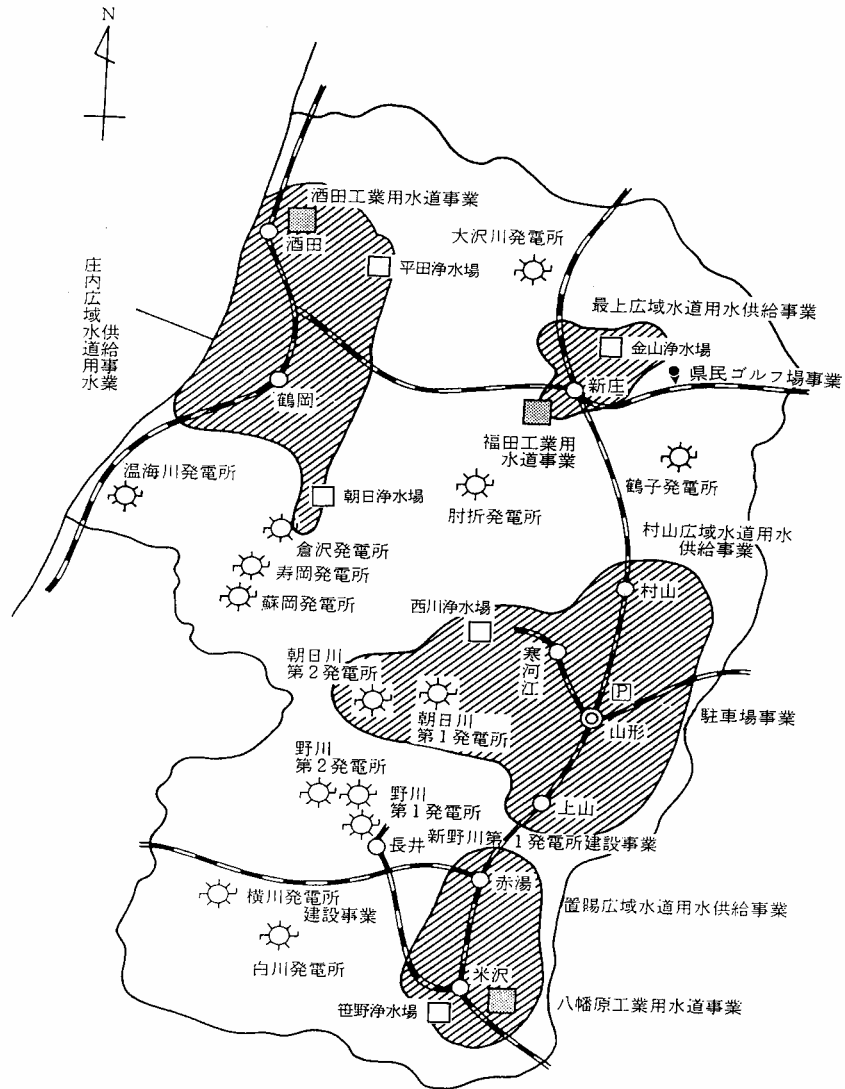 N
酒田工業用水道事業
酒田
平田浄水場
大沢川発電所
庄内広域水道用水
供給事業
最上広域水道用水供給事業
金山浄水場
県民ゴルフ場事業
新庄
鶴岡
福田工業用
水道事業
鶴子発電所
温海川発電所
朝日浄水場
肘折発電所
倉沢発電所
寿岡発電所
蘇岡発電所
村山広域水道用水
供給事業
村山
西川浄水場
寒河江
朝日川
第2発電所
朝日川
第1発電所
P
山形
駐車場事業
野川
第2発電所
野川
第1発電所
上山
長井
新野川第1発電所建設事業
赤湯
横川発電所
建設事業
置賜広域水道用水供給事業
白川発電所
米沢
笹野浄水場
八幡原工業用水道事業